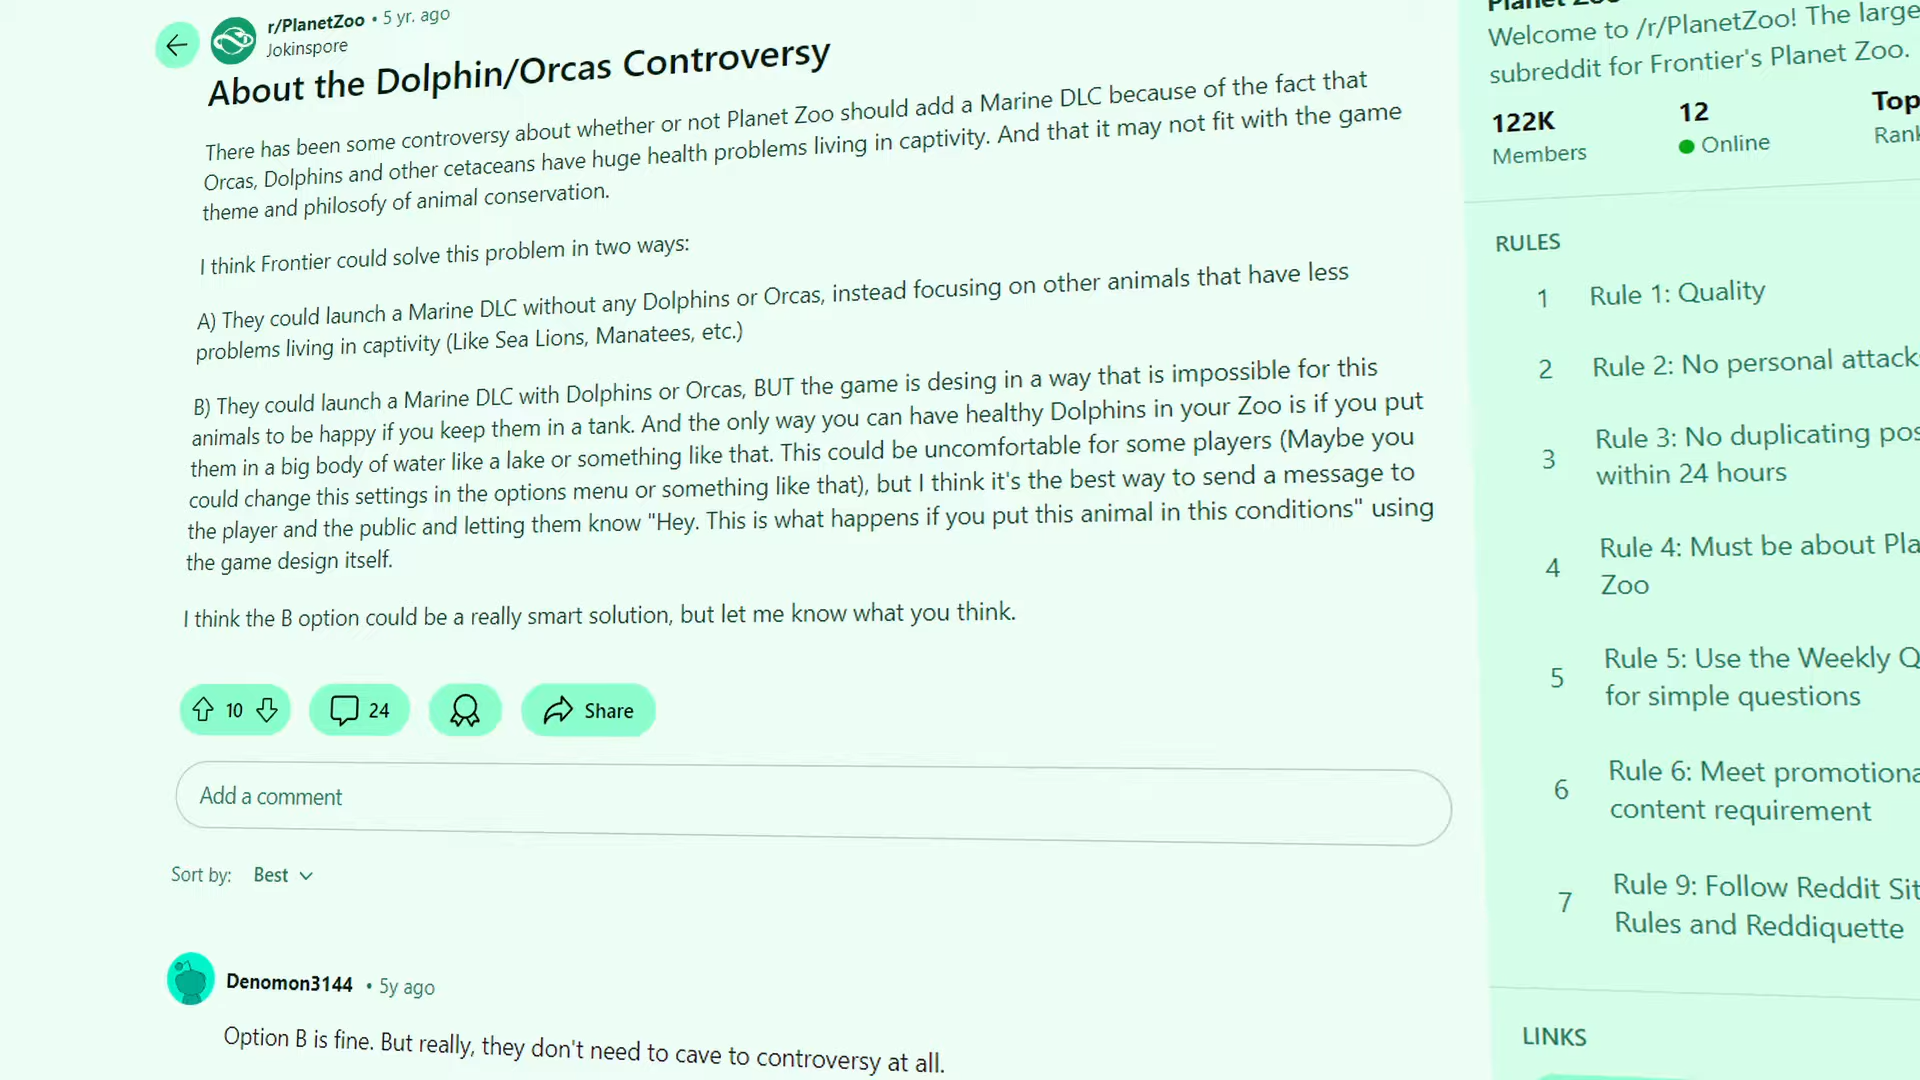 r/PlanetZoo • 5 yr. ago
Jokinspore
About the Dolphin/Orcas Controversy
There has been some controversy about whether or not Planet Zoo should add a Marine DLC because of the fact that
Orcas, Dolphins and other cetaceans have huge health problems living in captivity. And that it may not fit with the game
theme and philosofy of animal conservation.
I think Frontier could solve this problem in two ways:
A) They could launch a Marine DLC without any Dolphins or Orcas, instead focusing on other animals that have less
problems living in captivity (Like Sea Lions, Manatees, etc.)
B) They could launch a Marine DLC with Dolphins or Orcas, BUT the game is desing in a way that is impossible for this
animals to be happy if you keep them in a tank. And the only way you can have healthy Dolphins in your Zoo is if you put
them in a big body of water like a lake or something like that. This could be uncomfortable for some players (Maybe you
could change this settings in the options menu or something like that), but I think it's the best way to send a message to
the player and the public and letting them know "Hey. This is what happens if you put this animal in this conditions" using
the game design itself.
I think the B option could be a really smart solution, but let me know what you think.
10
24
Share
Add a comment
Sort by: Best
Denomon3144 • 5y ago
Option B is fine. But really, they don't need to cave to controversy at all.
Planet Zoo
Welcome to /r/PlanetZoo! The large
subreddit for Frontier's Planet Zoo.
122K
Members
12
Online
Top
Rank
RULES
1 Rule 1: Quality
2 Rule 2: No personal attack
3 Rule 3: No duplicating pos
within 24 hours
4 Rule 4: Must be about Pla
Zoo
5 Rule 5: Use the Weekly Q
for simple questions
6 Rule 6: Meet promotiona
content requirement
7 Rule 9: Follow Reddit Sit
Rules and Reddiquette
LINKS